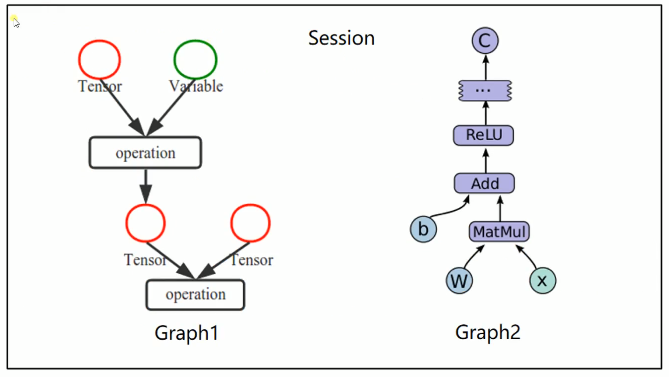 Session
Tensor
Variable
operation
Tensor
Tensor
operation
Graph1
C
...
ReLU
Add
b
MatMul
W
x
Graph2